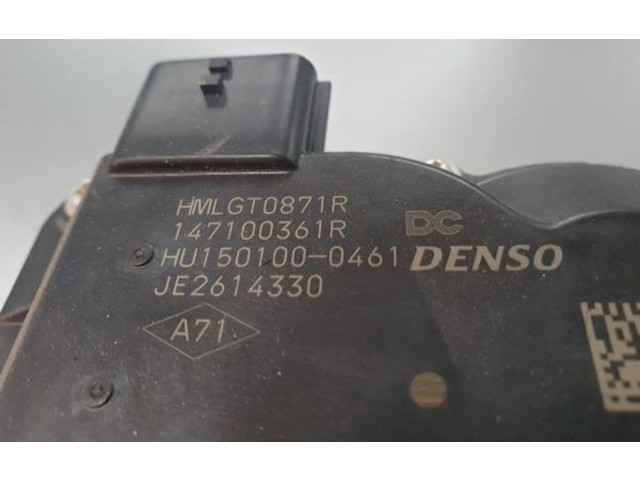 HMLGT0871R
147100361R
HU150100-0461
JE2614330
A71
DC
DENSO